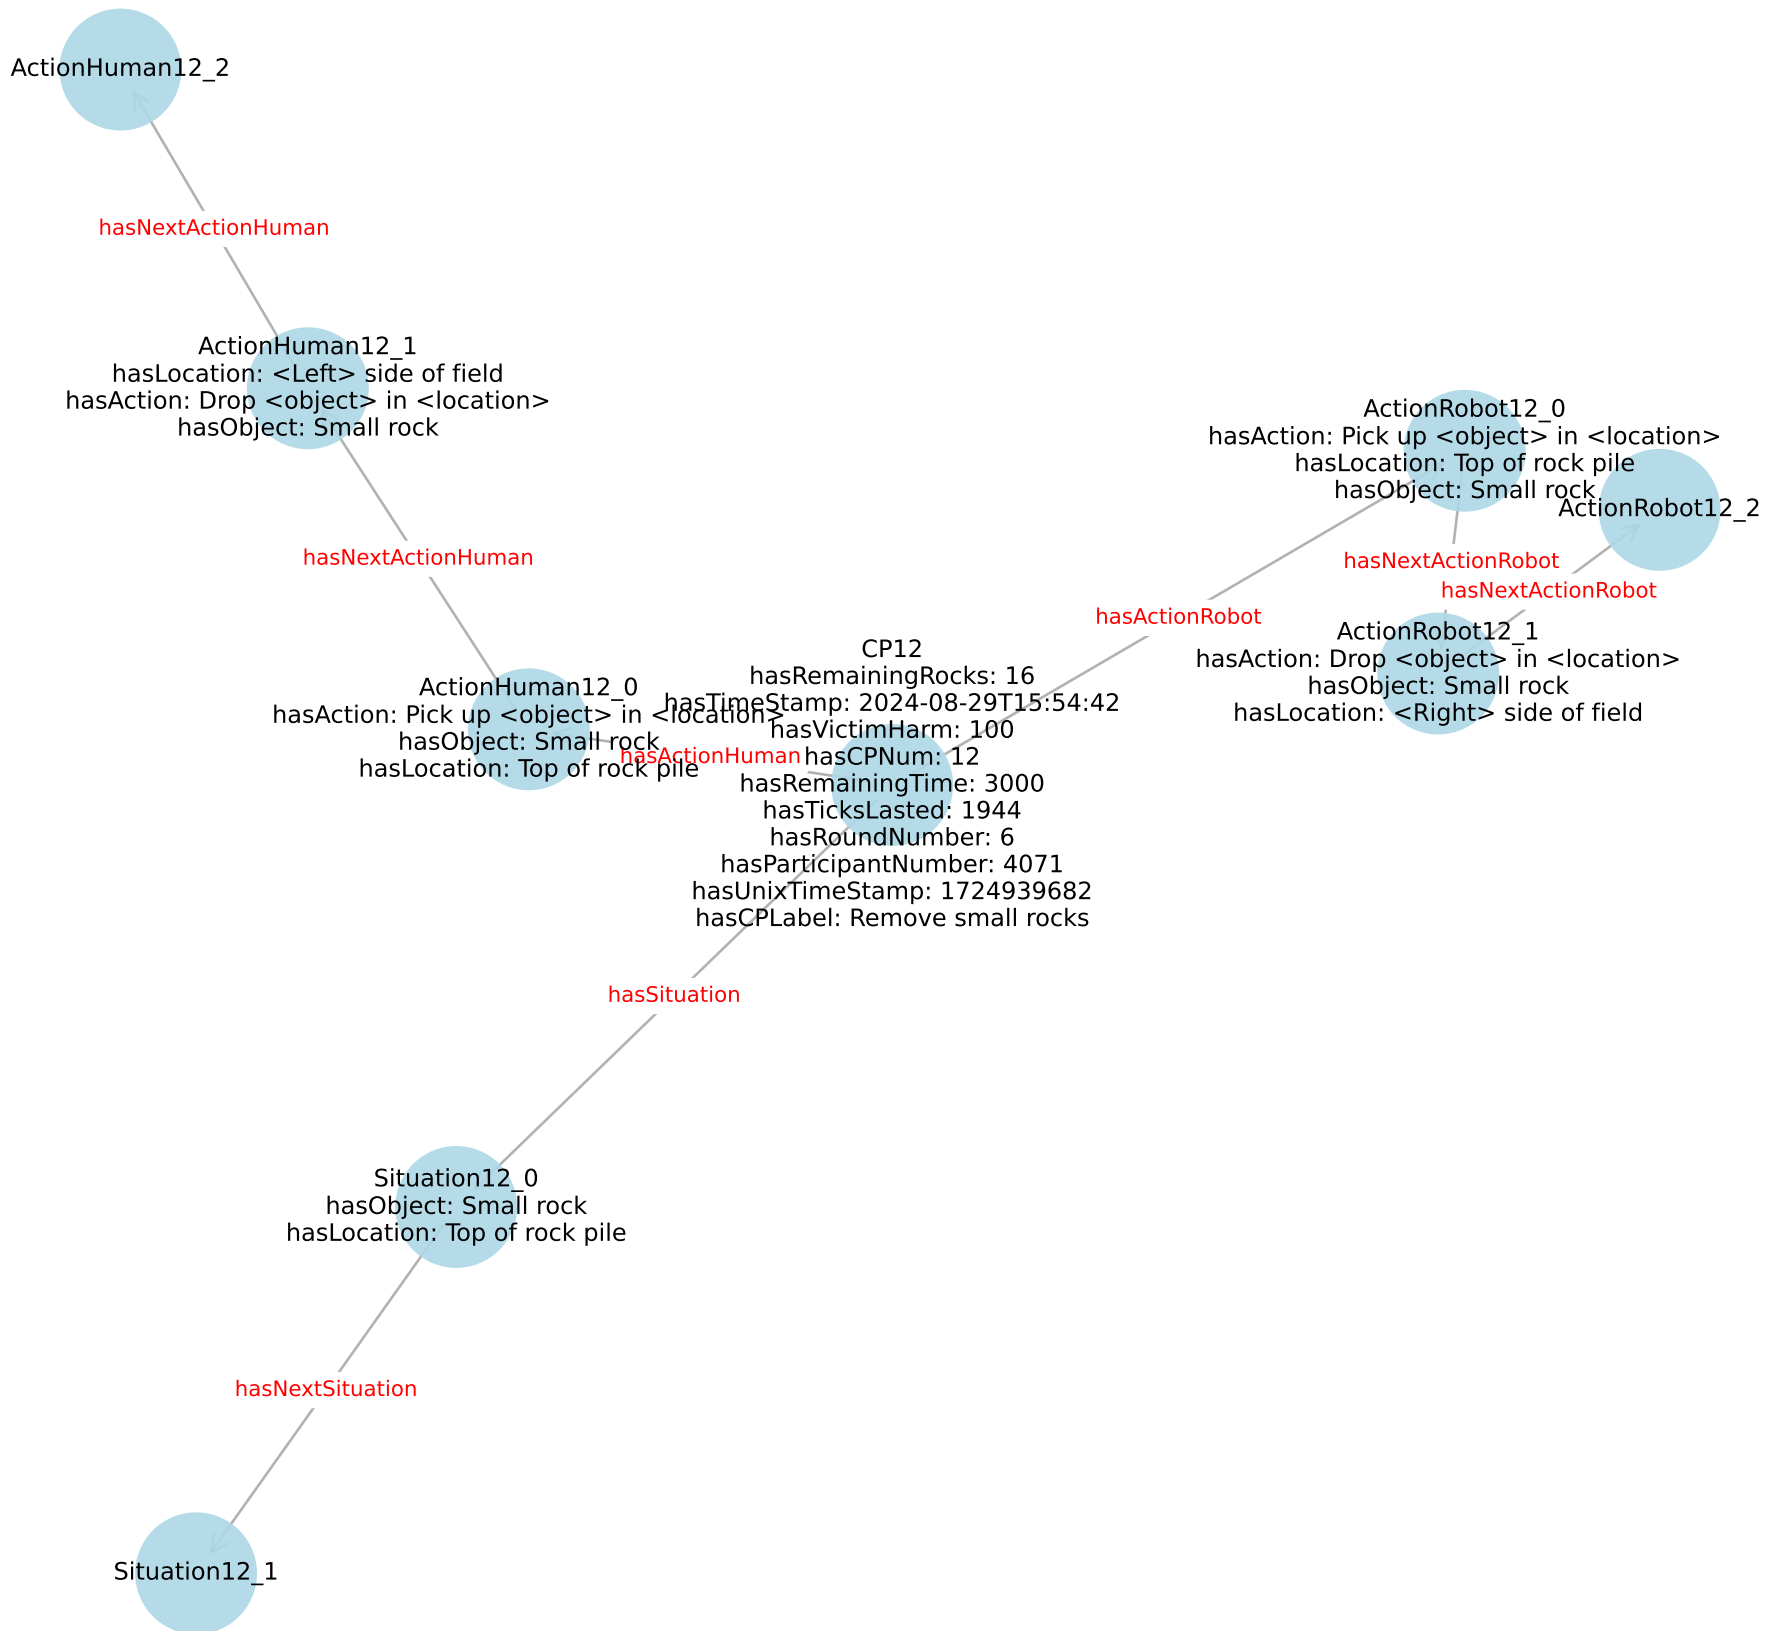 ActionHuman12_2
hasNextActionHuman
ActionHuman12_1
hasLocation: <Left> side of field
hasAction: Drop <object> in <location>
hasObject: Small rock
hasNextActionHuman
ActionHuman12_0
hasAction: Pick up <object> in <location>
hasObject: Small rock
hasLocation: Top of rock pile
hasActionHuman
CP12
hasRemainingRocks: 16
hasTimeStamp: 2024-08-29T15:54:42
hasVictimHarm: 100
hasCPNum: 12
hasRemainingTime: 3000
hasTicksLasted: 1944
hasRoundNumber: 6
hasParticipantNumber: 4071
hasUnixTimeStamp: 1724939682
hasCPLabel: Remove small rocks
hasActionRobot
ActionRobot12_0
hasAction: Pick up <object> in <location>
hasLocation: Top of rock pile
hasObject: Small rock
ActionRobot12_2
hasNextActionRobot
hasNextActionRobot
ActionRobot12_1
hasAction: Drop <object> in <location>
hasObject: Small rock
hasLocation: <Right> side of field
hasSituation
Situation12_0
hasObject: Small rock
hasLocation: Top of rock pile
hasNextSituation
Situation12_1